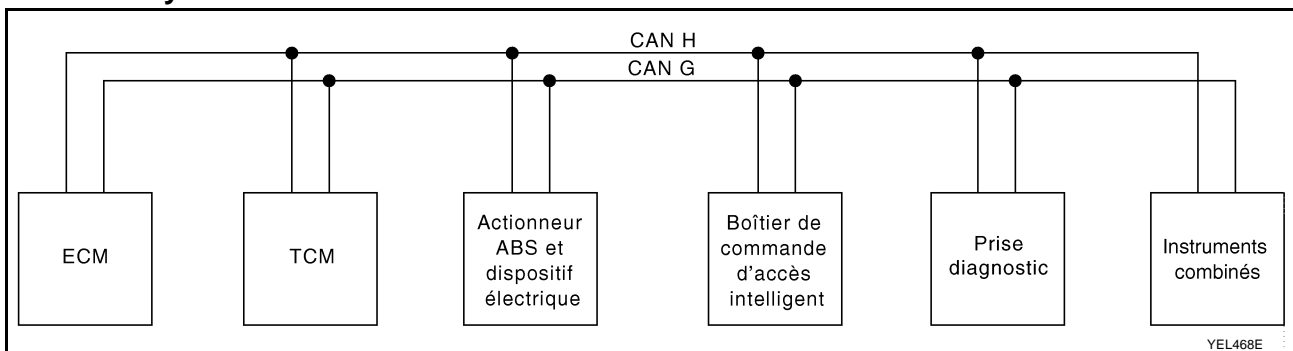 CAN H
CAN G
ECM
TCM
Actionneur
ABS et
dispositif
électrique
Boîtier de
commande
d'accès
intelligent
Prise
diagnostic
Instruments
combinés
YEL468E